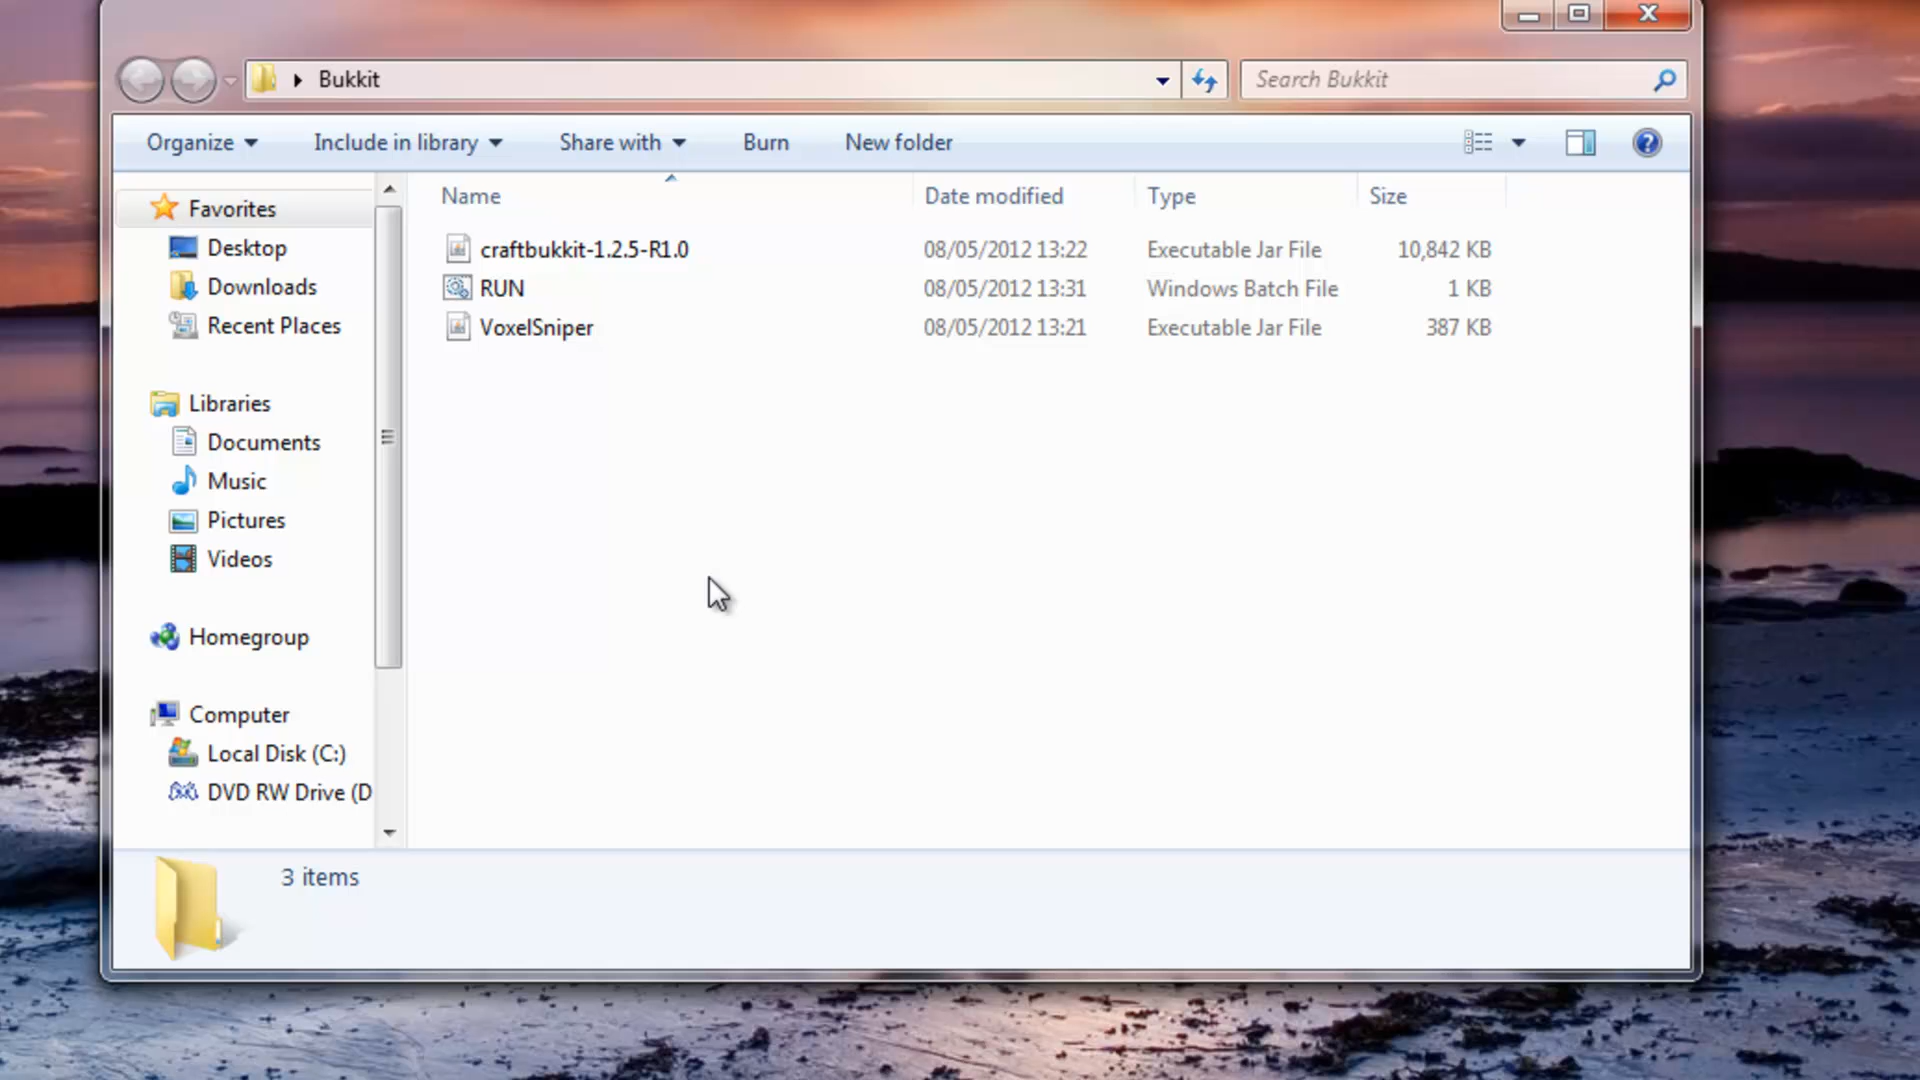 Bukkit
Search Bukkit
Organize Include in library Share with Burn New folder
Name Date modified Type Size
craftbukkit-1.2.5-R1.0 08/05/2012 13:22 Executable Jar File 10,842 KB
RUN 08/05/2012 13:31 Windows Batch File 1 KB
VoxelSniper 08/05/2012 13:21 Executable Jar File 387 KB
Favorites
Desktop
Downloads
Recent Places
Libraries
Documents
Music
Pictures
Videos
Homegroup
Computer
Local Disk (C:)
DVD RW Drive (D
3 items